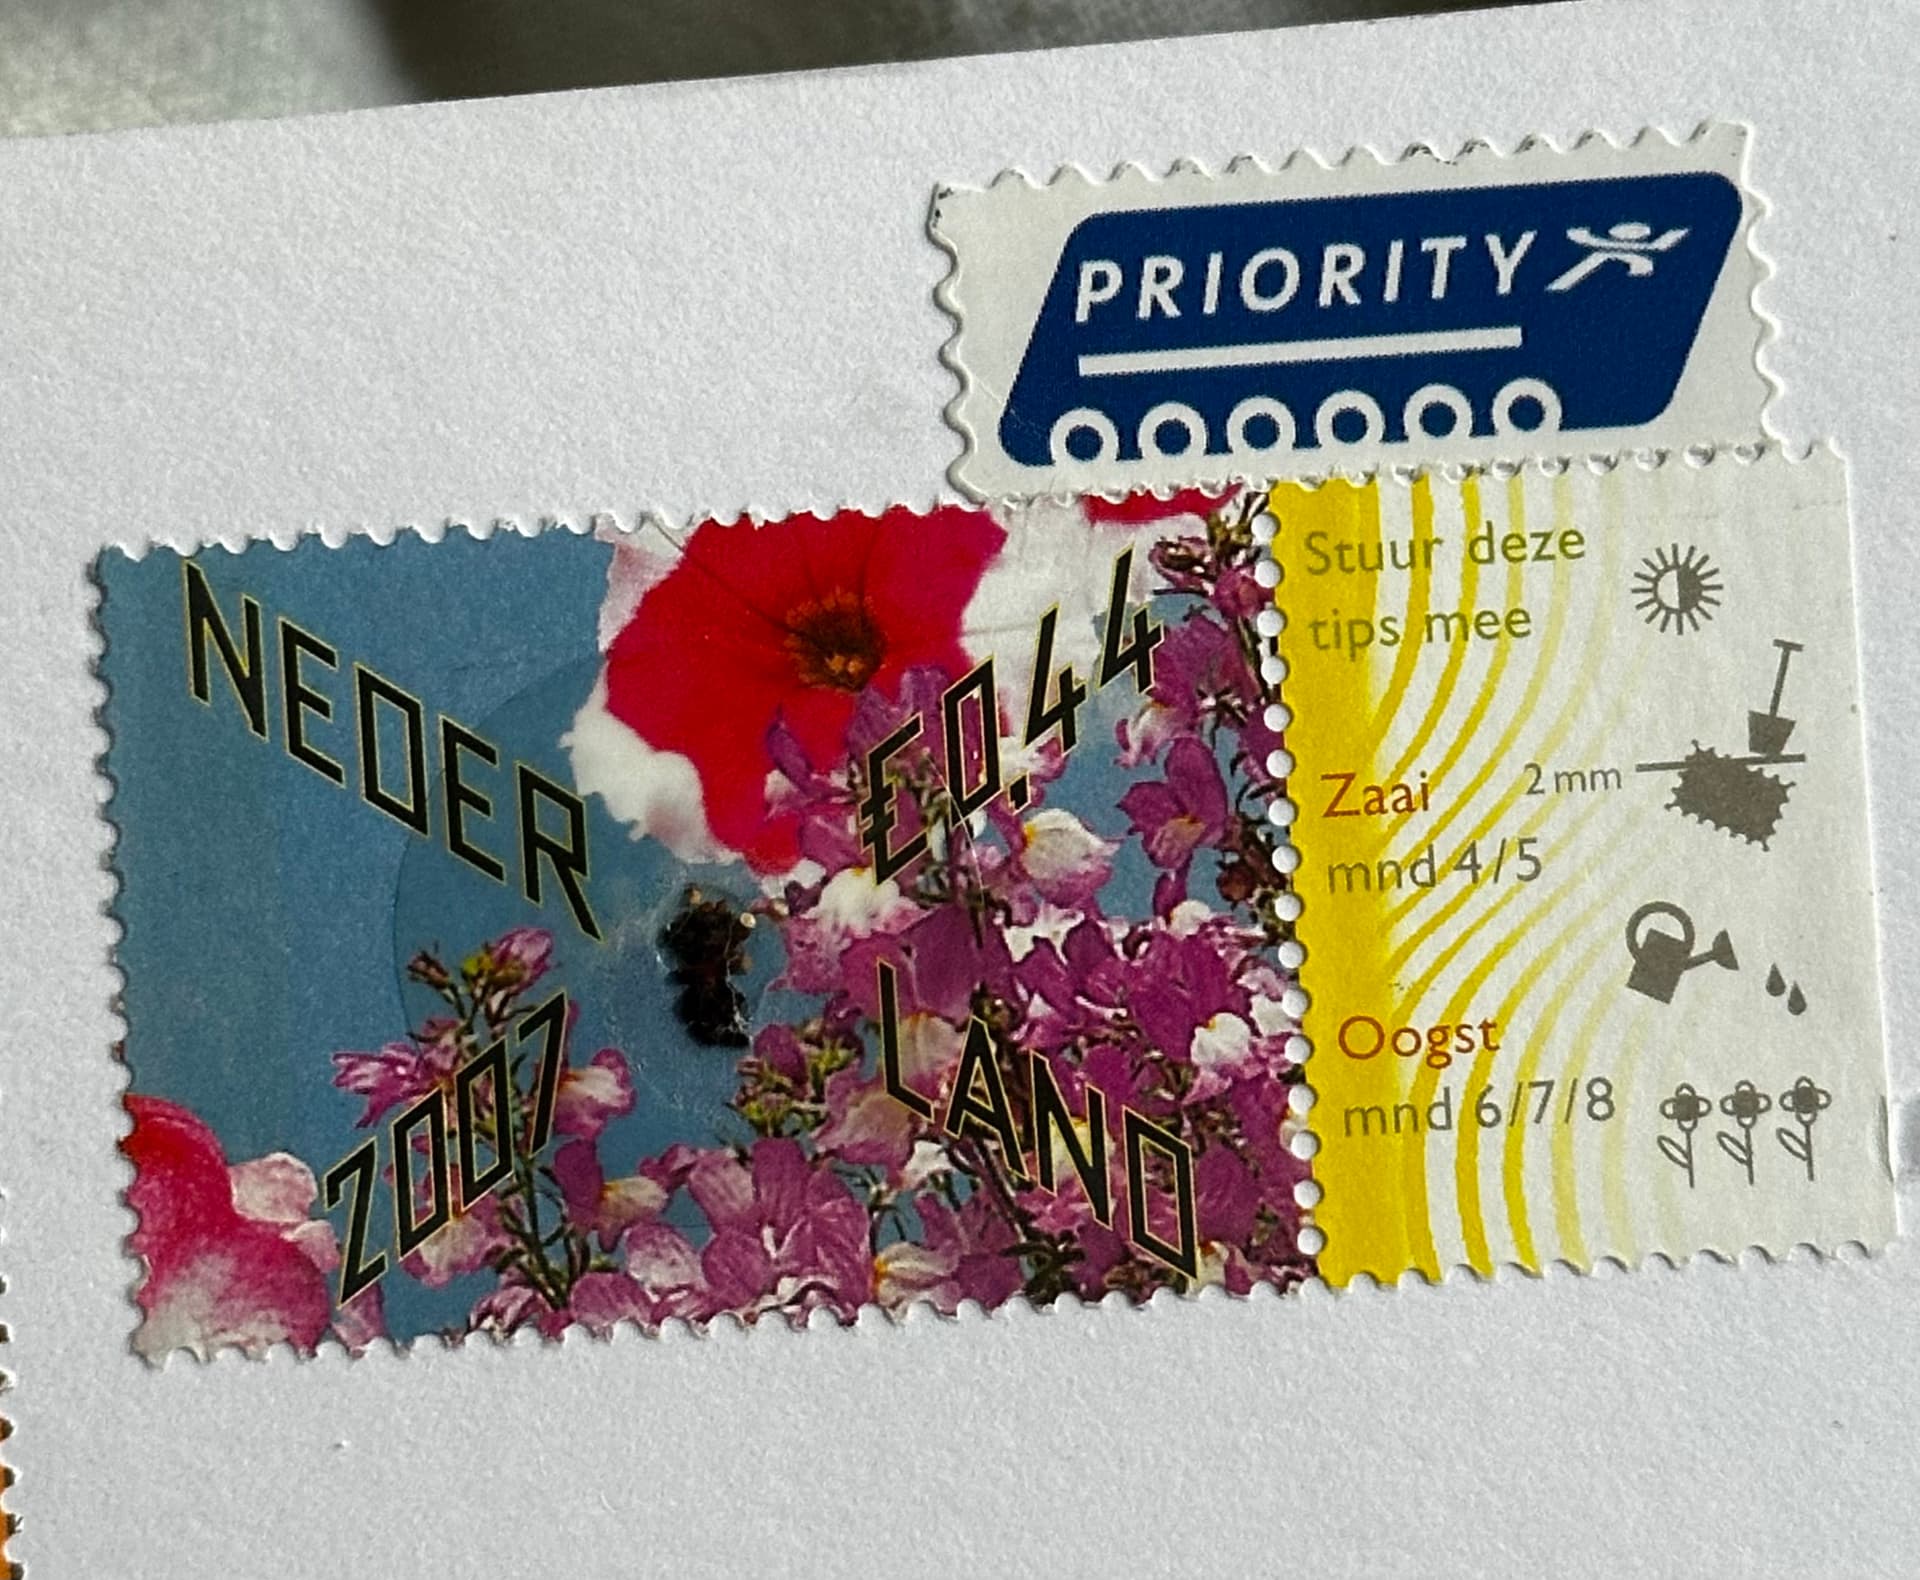 PRIORITY
NEDER
€0,44
2007
LAND
Stuur deze
tips mee
Zaai 2mm
mnd 4/5
Oogst
mnd 6/7/8